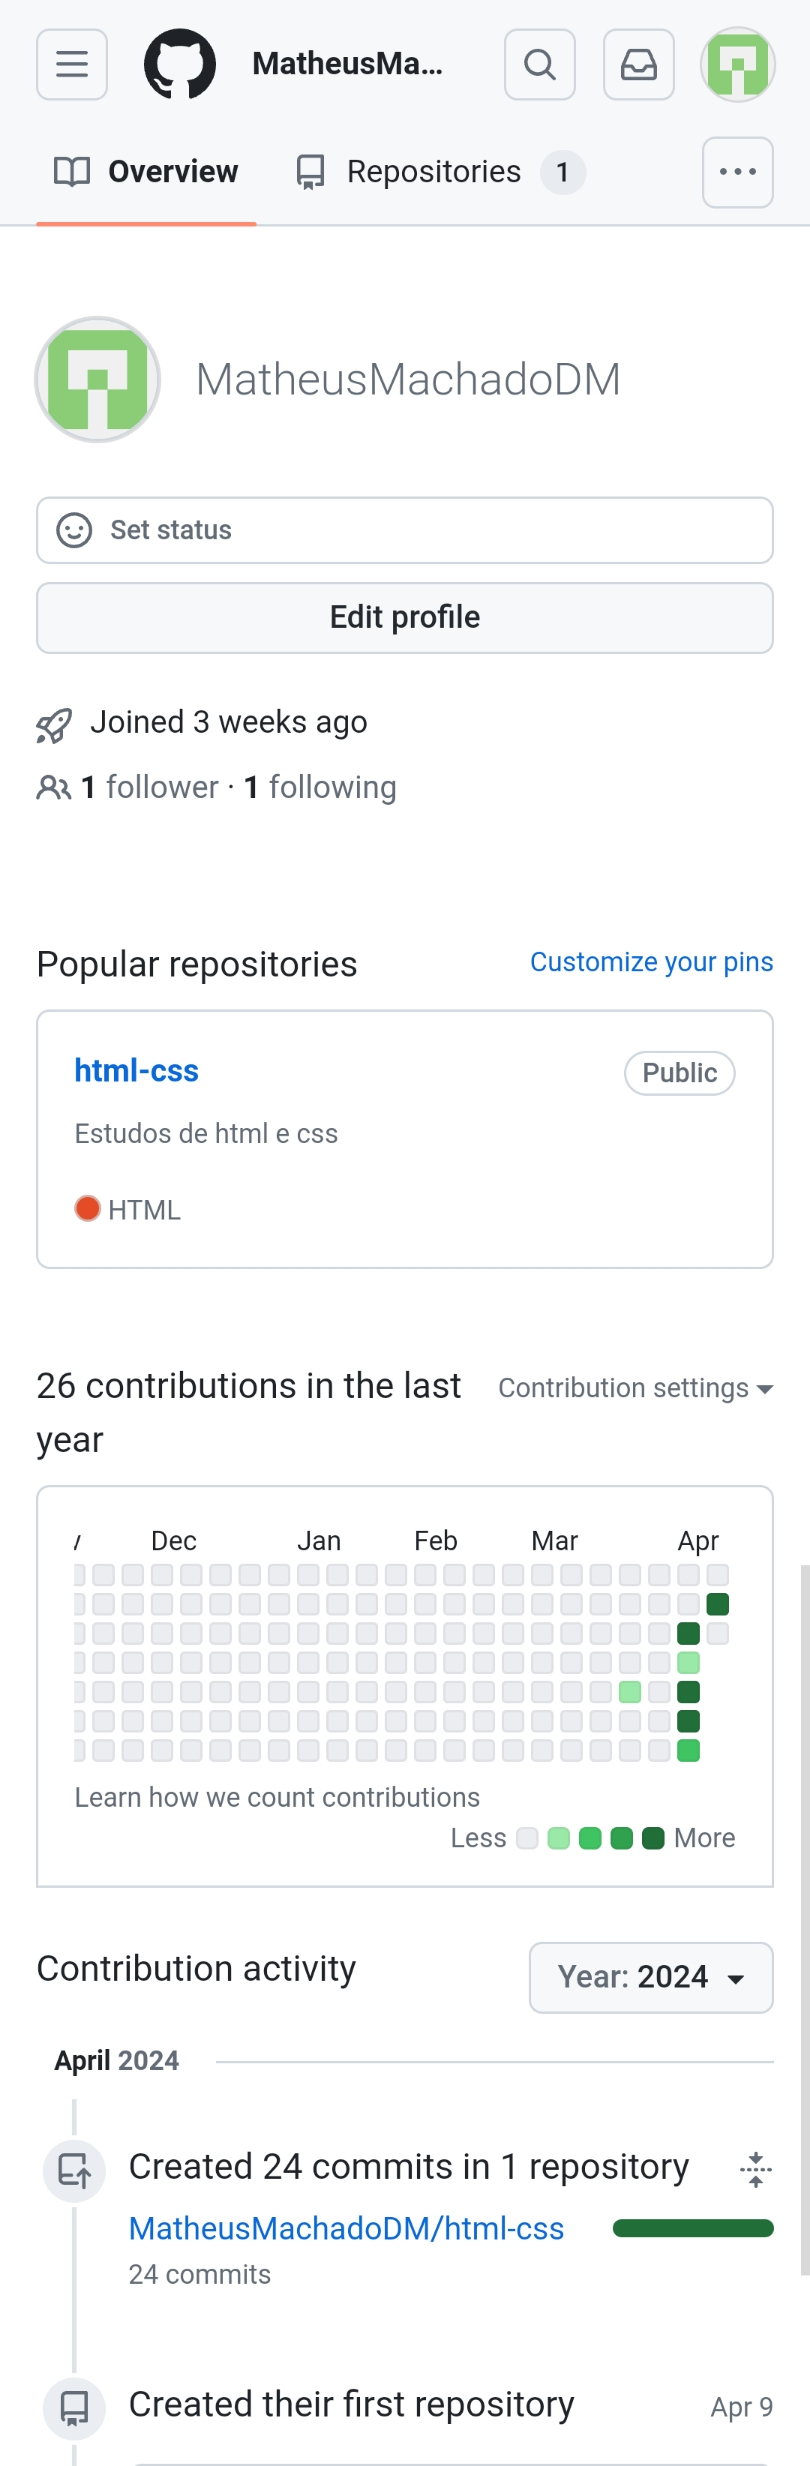 MatheusMa...
Overview
Repositories 1
MatheusMachadoDM
Set status
Edit profile
Joined 3 weeks ago
1 follower · 1 following
Popular repositories
Customize your pins
html-css
Public
Estudos de html e css
HTML
26 contributions in the last
year
Contribution settings
Dec Jan Feb Mar Apr
Learn how we count contributions
Less More
Contribution activity
Year: 2024
April 2024
Created 24 commits in 1 repository
MatheusMachadoDM/html-css
24 commits
Created their first repository
Apr 9